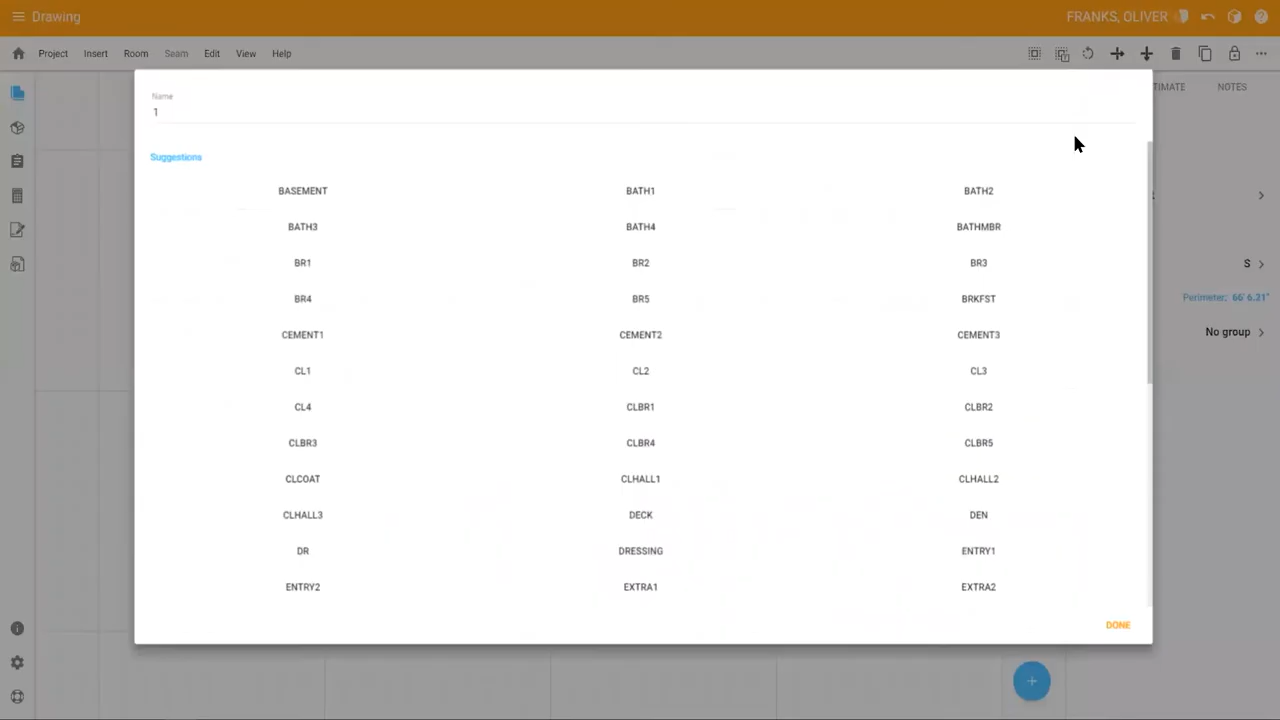 Drawing
FRANKS, OLIVER
Project Insert Room Seam Edit View Help
TIMATE NOTES
Name
1
Suggestions
BASEMENT BATH1 BATH2
BATH3 BATH4 BATHMBR
BR1 BR2 BR3
S
BR4 BR5 BRKFST
Perimeter: 66' 6.31"
CEMENT1 CEMENT2 CEMENT3
No group
CL1 CL2 CL3
CL4 CLBR1 CLBR2
CLBR3 CLBR4 CLBR5
CLCOAT CLHALL1 CLHALL2
CLHALL3 DECK DEN
DR DRESSING ENTRY1
ENTRY2 EXTRA1 EXTRA2
DONE